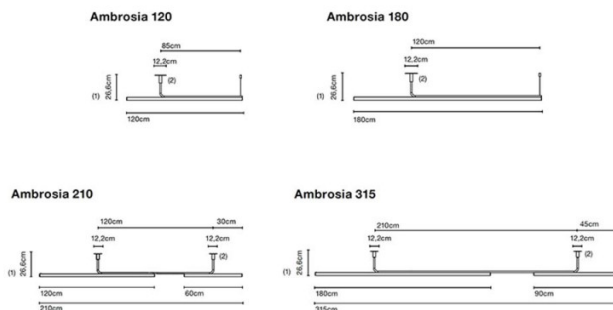 Ambrosia 120
85cm
12,2cm
(2)
26,6cm
(1)
120cm
Ambrosia 180
120cm
12,2cm
(2)
26,6cm
(1)
180cm
Ambrosia 210
120cm
30cm
12,2cm
12,2cm
(2)
26,6cm
(1)
120cm
60cm
210cm
Ambrosia 315
210cm
45cm
12,2cm
12,2cm
(2)
26,6cm
(1)
180cm
90cm
315cm